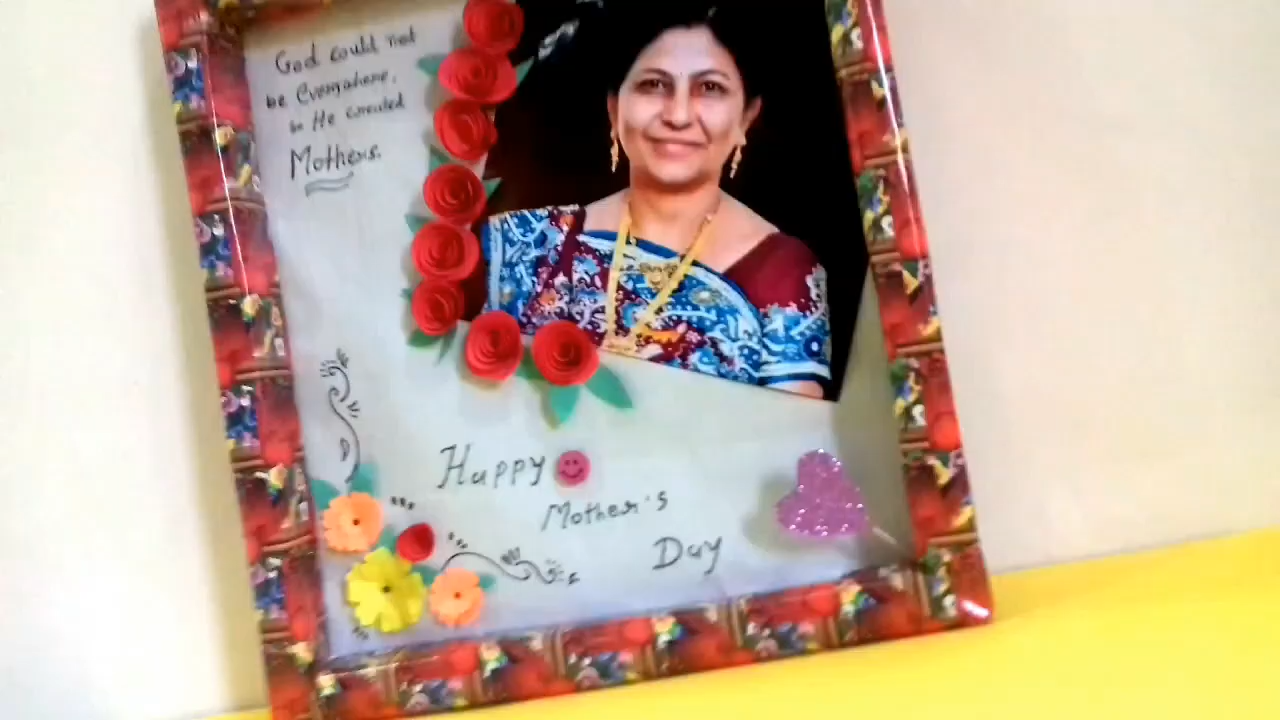 God could not
be Everywhere,
so He created
Mothers.
Happy
Mother's
Day